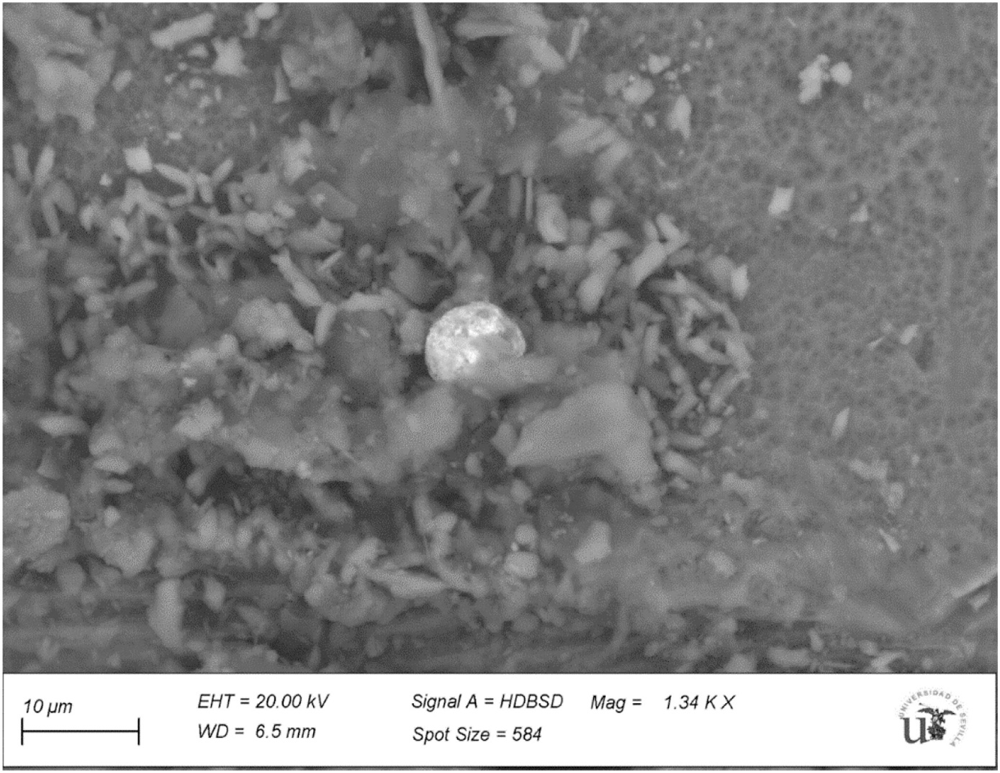 10 µm
EHT = 20.00 kV
Signal A = HDBSD
Mag = 1.34 K X
WD = 6.5 mm
Spot Size = 584
UNIVERSIDAD DE SEVILLA
u